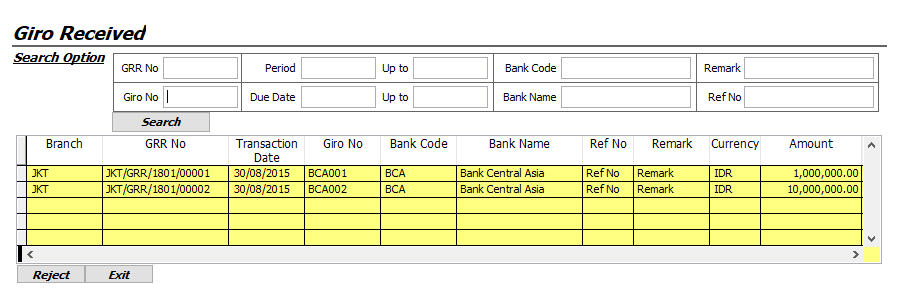 Giro Received
Search Option
GRR No Period Up to Bank Code Remark
Giro No Due Date Up to Bank Name Ref No
Search
Branch GRR No Transaction Date Giro No Bank Code Bank Name Ref No Remark Currency Amount
JKT JKT/GRR/1801/00001 30/08/2015 BCA001 BCA Bank Central Asia Ref No Remark IDR 1,000,000.00
JKT JKT/GRR/1801/00002 30/08/2015 BCA002 BCA Bank Central Asia Ref No Remark IDR 10,000,000.00
Reject Exit